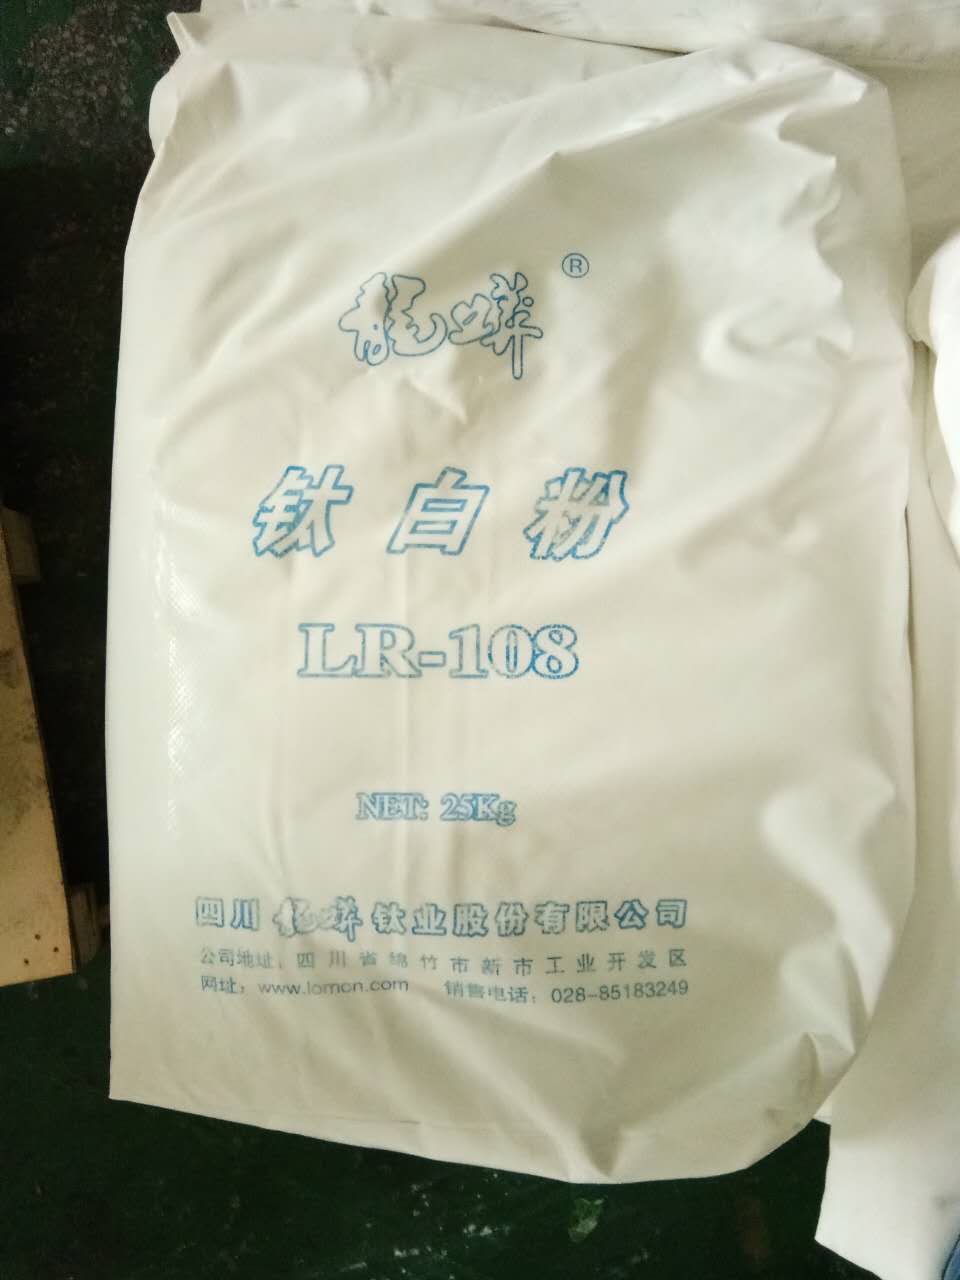 龍蟒®
钛白粉
LR-108
NET: 25Kg
四川龍蟒钛业股份有限公司
公司地址：四川省绵竹市新市工业开发区
网址：www.lomon.com 销售电话：028-85183249